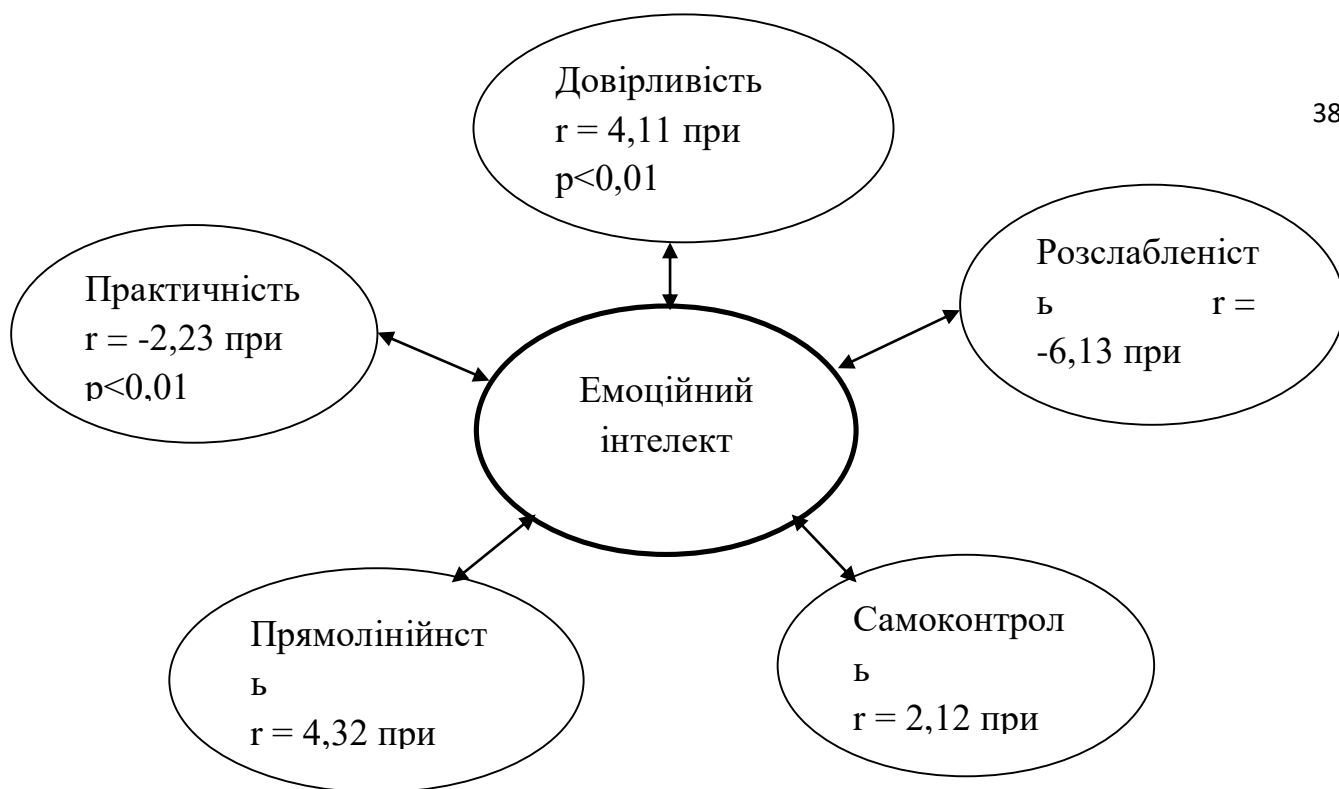 Довірливість
r = 4,11 при
p<0,01
38
Розслабленіст
ь r =
-6,13 при
Практичність
r = -2,23 при
p<0,01
Емоційний
інтелект
Прямолінійнст
ь
r = 4,32 при
Самоконтрол
ь
r = 2,12 при